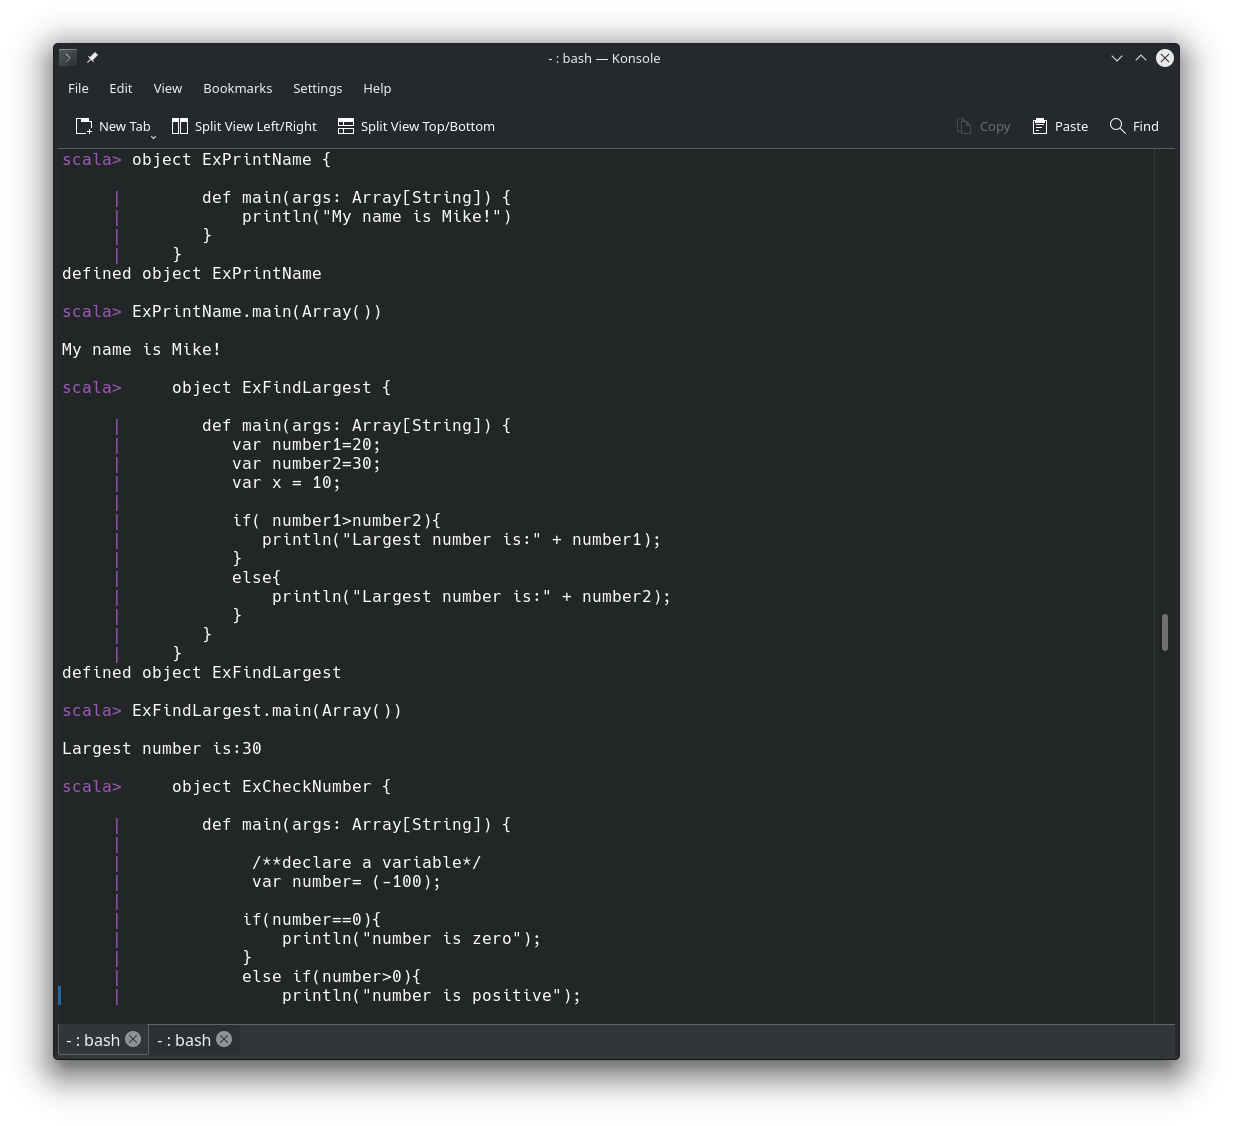 - : bash — Konsole
File Edit View Bookmarks Settings Help
New Tab Split View Left/Right Split View Top/Bottom Copy Paste Find
scala> object ExPrintName {
     |        def main(args: Array[String]) {
     |            println("My name is Mike!")
     |        }
     |     }
defined object ExPrintName
scala> ExPrintName.main(Array())
My name is Mike!
scala>     object ExFindLargest {
     |        def main(args: Array[String]) {
     |           var number1=20;
     |           var number2=30;
     |           var x = 10;
     |
     |           if( number1>number2){
     |              println("Largest number is:" + number1);
     |           }
     |           else{
     |               println("Largest number is:" + number2);
     |           }
     |        }
     |     }
defined object ExFindLargest
scala> ExFindLargest.main(Array())
Largest number is:30
scala>     object ExCheckNumber {
     |        def main(args: Array[String]) {
     |
     |             /**declare a variable*/
     |             var number= (-100);
     |
     |            if(number==0){
     |                println("number is zero");
     |            }
     |            else if(number>0){
     |                println("number is positive");
- : bash - : bash